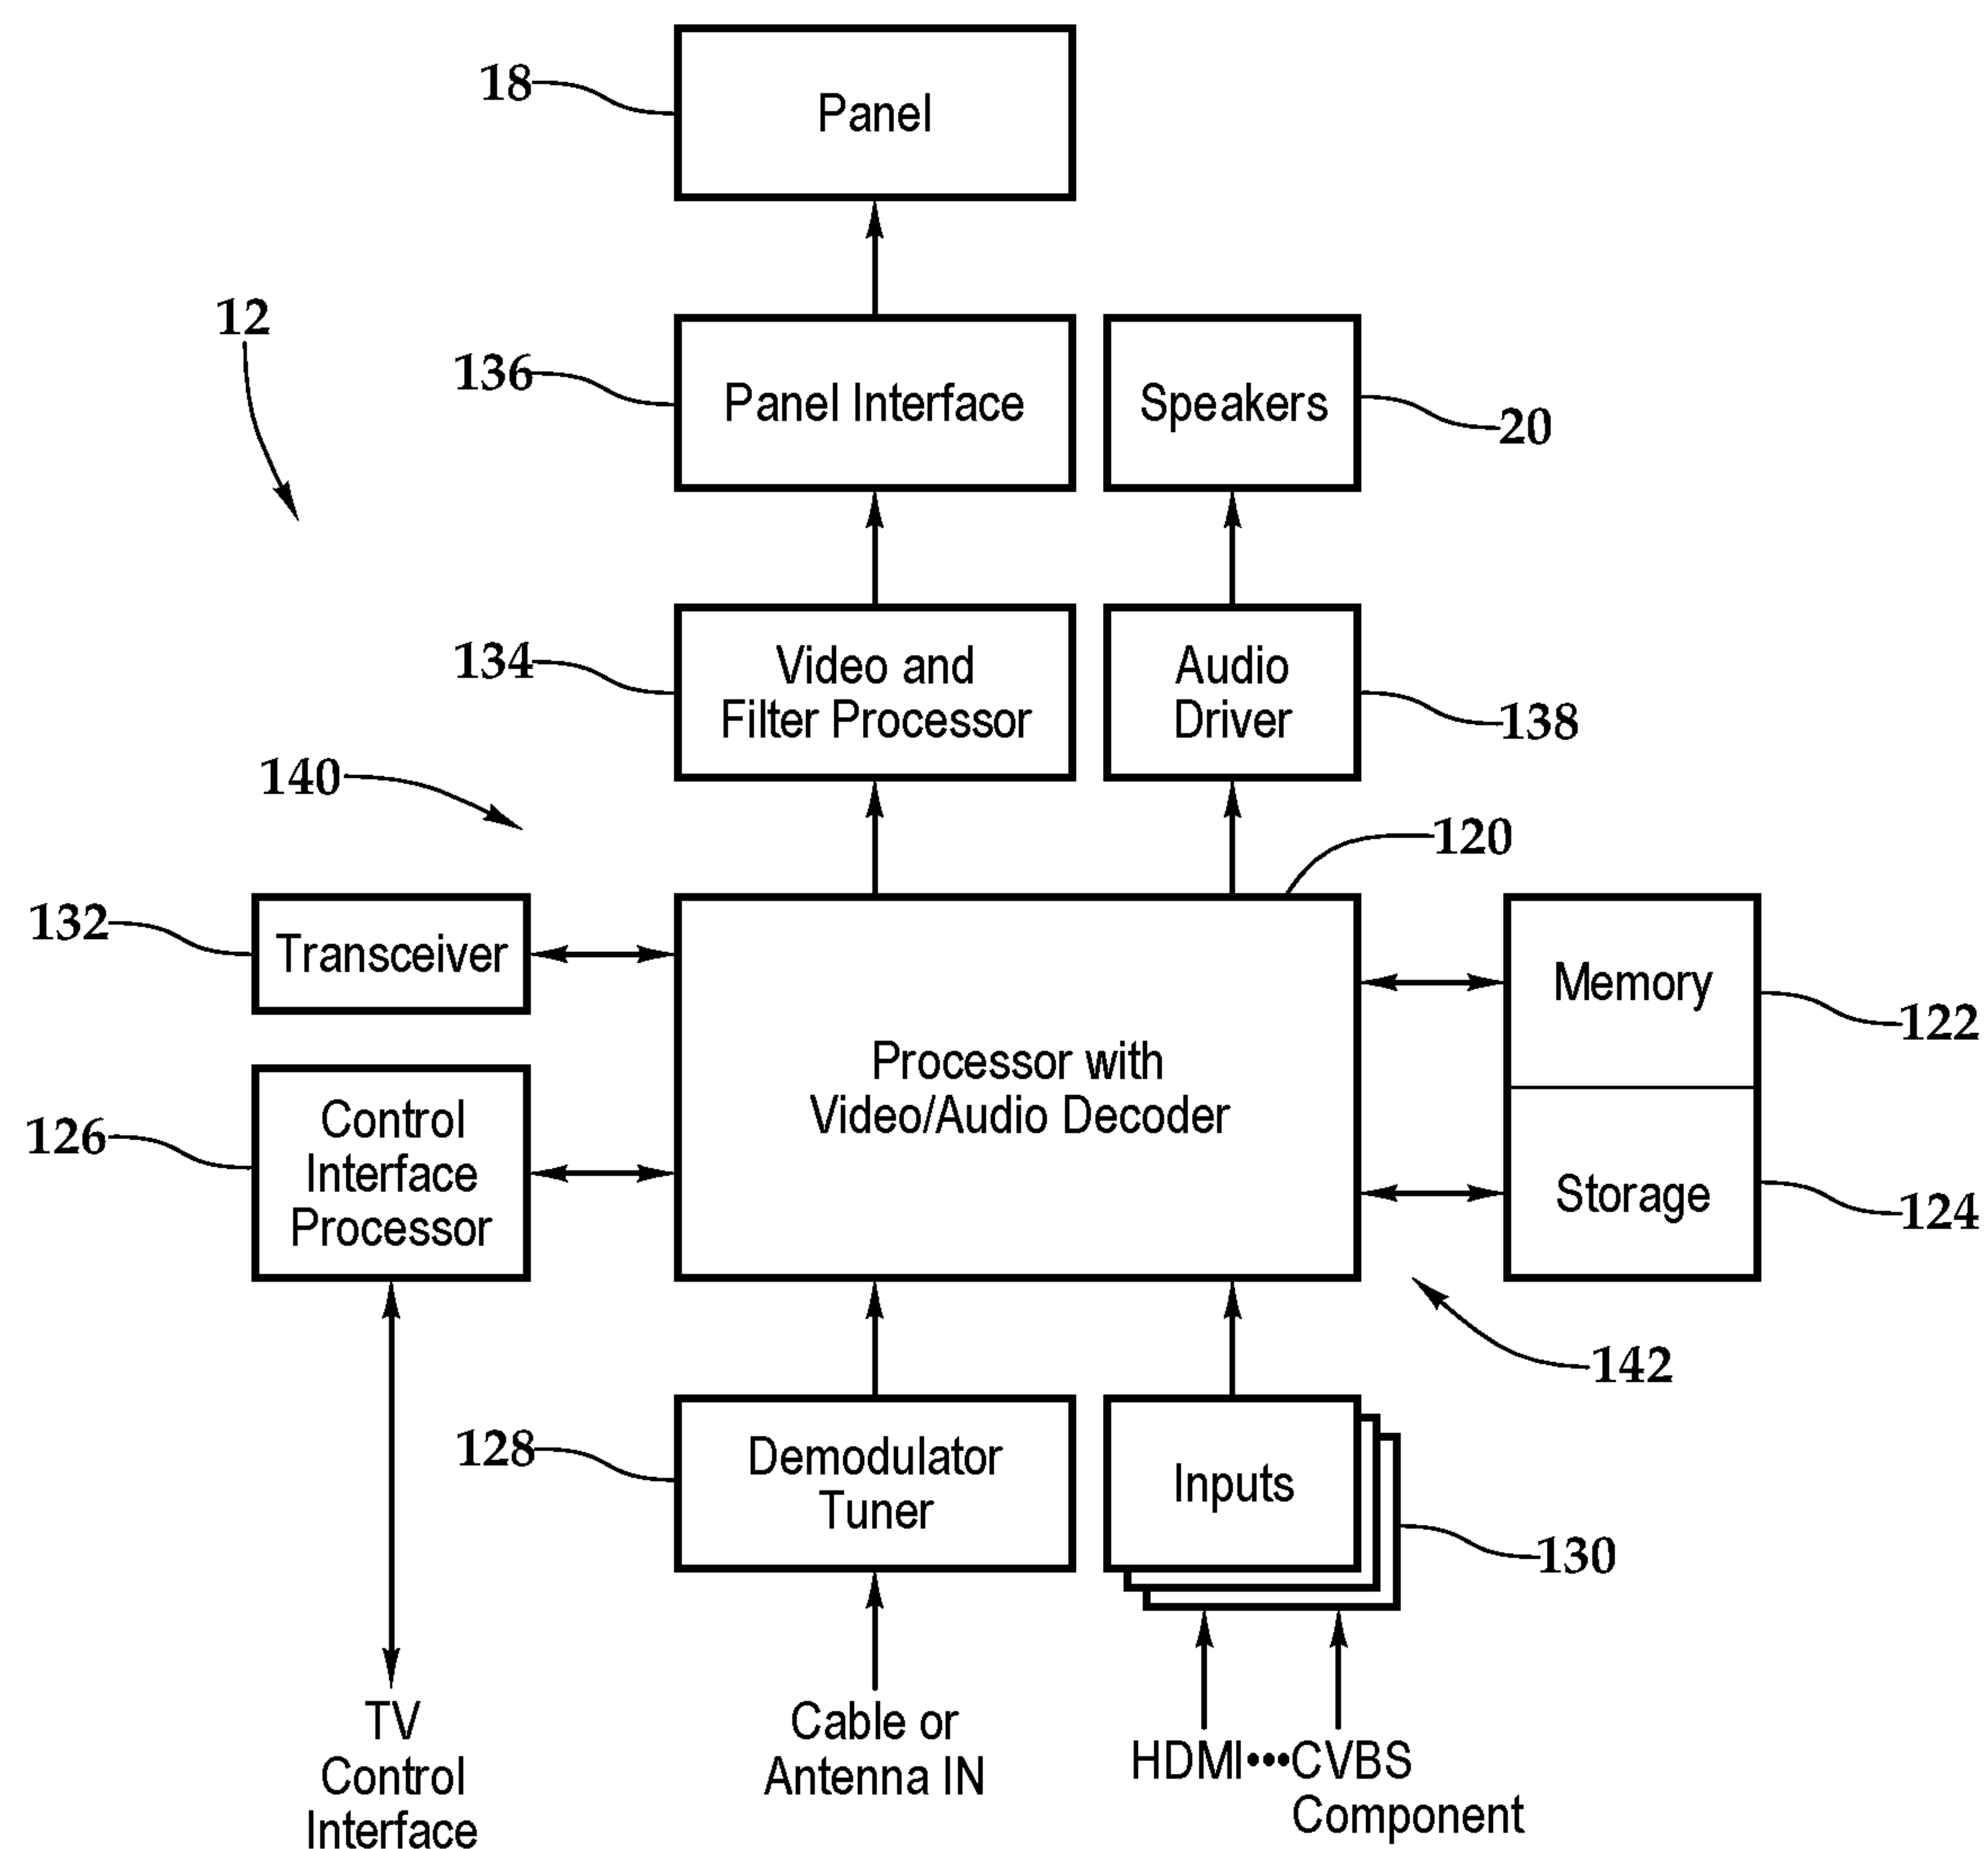 18
Panel
12
136
Panel Interface
Speakers
20
134
Video and
Filter Processor
Audio
Driver
138
140
120
132
Transceiver
Memory
122
Processor with
Video/Audio Decoder
126
Control
Interface
Processor
Storage
124
142
128
Demodulator
Tuner
Inputs
130
TV
Control
Interface
Cable or
Antenna IN
HDMI•••CVBS
Component